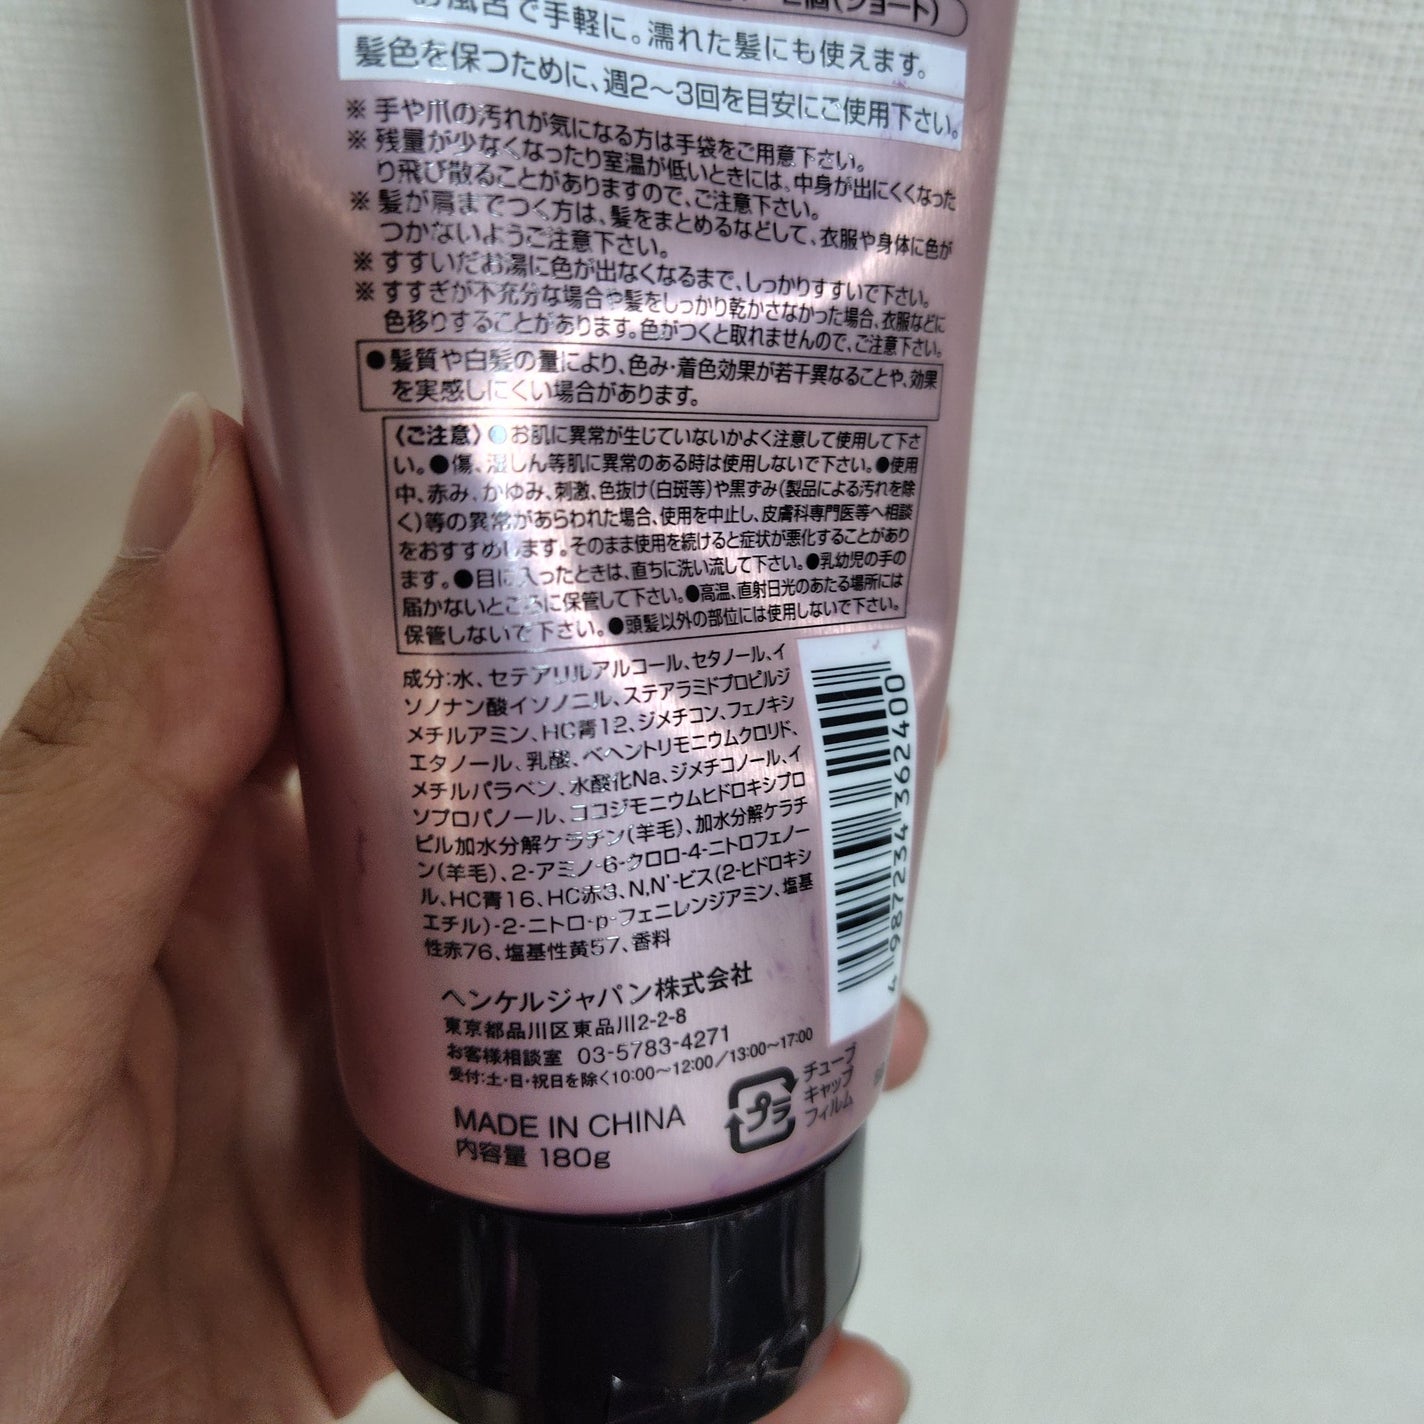 2個(ショート)
お風呂で手軽に。濡れた髪にも使えます。
髪色を保つために、週2〜3回を目安にご使用下さい。
※ 手や爪の汚れが気になる方は手袋をご用意下さい。
※ 残量が少なくなったり室温が低いときには、中身が出にくくなった
り飛び散ることがありますので、ご注意下さい。
※ 髪が肩までつく方は、髪をまとめるなどして、衣服や身体に色が
つかないようご注意下さい。
※ すすいだお湯に色が出なくなるまで、しっかりすすいで下さい。
※ すすぎが不充分な場合や髪をしっかり乾かさなかった場合、衣服などに
色移りすることがあります。色がつくと取れませんので、ご注意下さい。
●髪質や白髪の量により、色み・着色効果が若干異なることや、効果
を実感しにくい場合があります。
〈ご注意〉●お肌に異常が生じていないかよく注意して使用して下さ
い。●傷、湿しん等肌に異常のある時は使用しないで下さい。●使用
中、赤み、かゆみ、刺激、色抜け(白斑等)や黒ずみ(製品による汚れを除
く)等の異常があらわれた場合、使用を中止し、皮膚科専門医等へ相談
をおすすめします。そのまま使用を続けると症状が悪化することがあり
ます。●目に入ったときは、直ちに洗い流して下さい。●乳幼児の手の
届かないところに保管して下さい。●高温、直射日光のあたる場所には
保管しないで下さい。●頭髪以外の部位には使用しないで下さい。
成分:水、セテアリルアルコール、セタノール、イ
ソノナン酸イソノニル、ステアラミドプロピルジ
メチルアミン、HC青12、ジメチコン、フェノキシ
エタノール、乳酸、ベヘントリモニウムクロリド、
メチルパラベン、水酸化Na、ジメチコノール、イ
ソプロパノール、ココジモニウムヒドロキシプロ
ピル加水分解ケラチン(羊毛)、加水分解ケラチ
ン(羊毛)、2-アミノ-6-クロロ-4-ニトロフェノー
ル、HC青16、HC赤3、N,N'-ビス(2-ヒドロキシ
エチル)-2-ニトロ-p-フェニレンジアミン、塩基
性赤76、塩基性黄57、香料
4987234362400
ヘンケルジャパン株式会社
東京都品川区東品川2-2-8
お客様相談室 03-5783-4271
受付:土・日・祝日を除く10:00〜12:00/13:00〜17:00
MADE IN CHINA
内容量 180g
プラ
チューブ
キャップ
フィルム